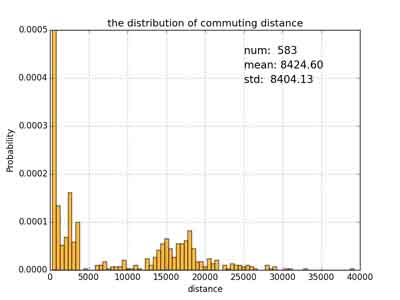 the distribution of commuting distance
num: 583
mean: 8424.60
std: 8404.13
Probability
0.0005
0.0004
0.0003
0.0002
0.0001
0.0000
0 5000 10000 15000 20000 25000 30000 35000 40000
distance